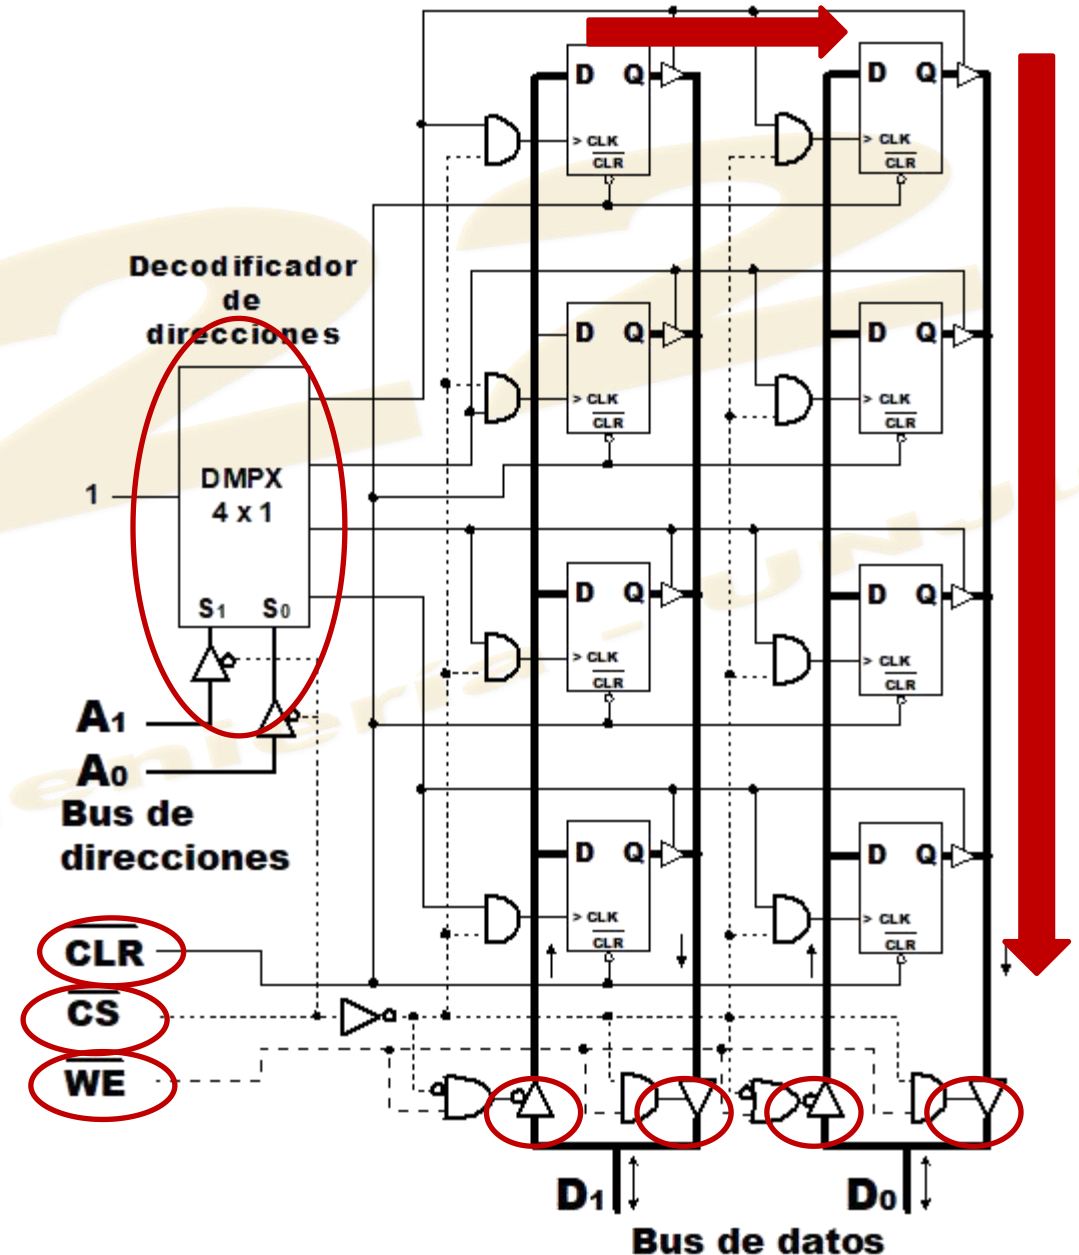 D Q
> CLK
CLR
D Q
> CLK
CLR
Decodificador
de
direcciones
D Q
> CLK
CLR
D Q
> CLK
CLR
DMPX
4 x 1
1
S1 S0
D Q
> CLK
CLR
D Q
> CLK
CLR
A1
A0
Bus de
direcciones
D Q
> CLK
CLR
D Q
> CLK
CLR
CLR
CS
WE
D1
D0
Bus de datos